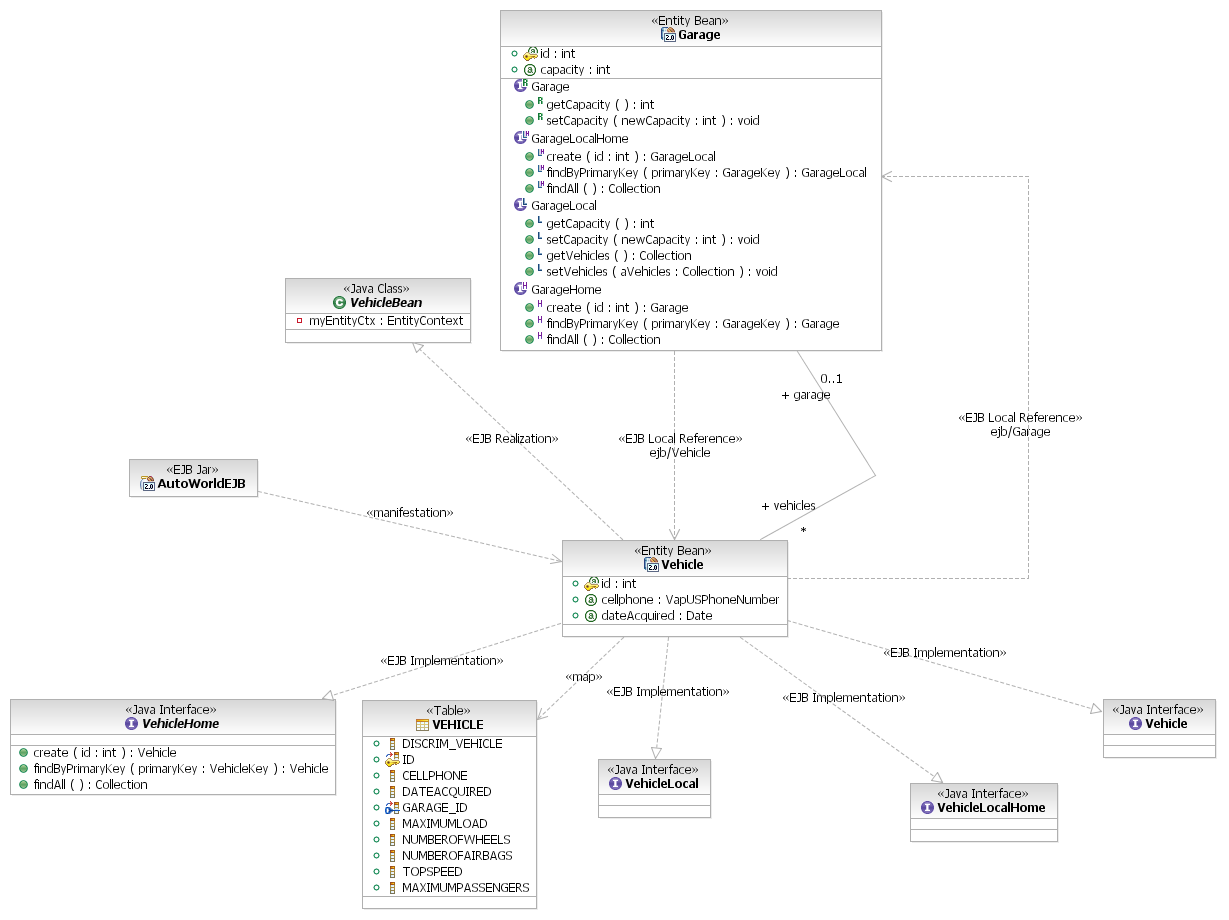 «Entity Bean»
Garage
id : int
capacity : int
Garage
getCapacity ( ) : int
setCapacity ( newCapacity : int ) : void
GarageLocalHome
create ( id : int ) : GarageLocal
findByPrimaryKey ( primaryKey : GarageKey ) : GarageLocal
findAll ( ) : Collection
GarageLocal
getCapacity ( ) : int
setCapacity ( newCapacity : int ) : void
getVehicles ( ) : Collection
setVehicles ( aVehicles : Collection ) : void
GarageHome
create ( id : int ) : Garage
findByPrimaryKey ( primaryKey : GarageKey ) : Garage
findAll ( ) : Collection
«Java Class»
VehicleBean
myEntityCtx : EntityContext
0..1
+ garage
«EJB Realization»
«EJB Local Reference»
ejb/Vehicle
«EJB Local Reference»
ejb/Garage
«EJB Jar»
AutoWorldEJB
«manifestation»
+ vehicles
*
«Entity Bean»
Vehicle
id : int
cellphone : VapUSPhoneNumber
dateAcquired : Date
«EJB Implementation»
«map»
«EJB Implementation»
«EJB Implementation»
«EJB Implementation»
«Java Interface»
VehicleHome
create ( id : int ) : Vehicle
findByPrimaryKey ( primaryKey : VehicleKey ) : Vehicle
findAll ( ) : Collection
«Table»
VEHICLE
DISCRIM_VEHICLE
ID
CELLPHONE
DATEACQUIRED
GARAGE_ID
MAXIMUMLOAD
NUMBEROFWHEELS
NUMBEROFAIRBAGS
TOPSPEED
MAXIMUMPASSENGERS
«Java Interface»
VehicleLocal
«Java Interface»
VehicleLocalHome
«Java Interface»
Vehicle